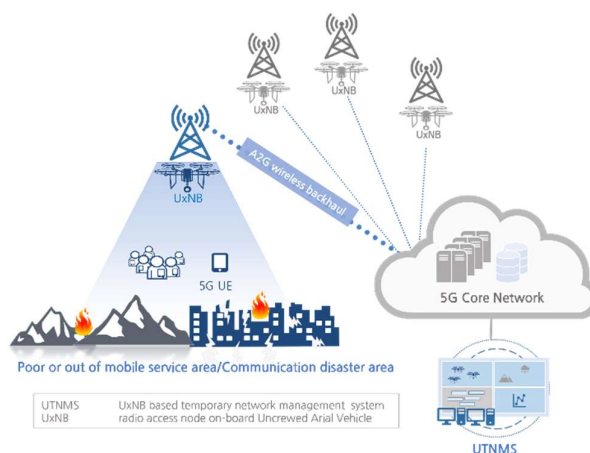 UxNB
UxNB
UxNB
UxNB
A2G wireless backhaul
5G UE
5G Core Network
Poor or out of mobile service area/Communication disaster area
UTNMS UxNB based temporary network management system
UxNB radio access node on-board Uncrewed Arial Vehicle
UTNMS